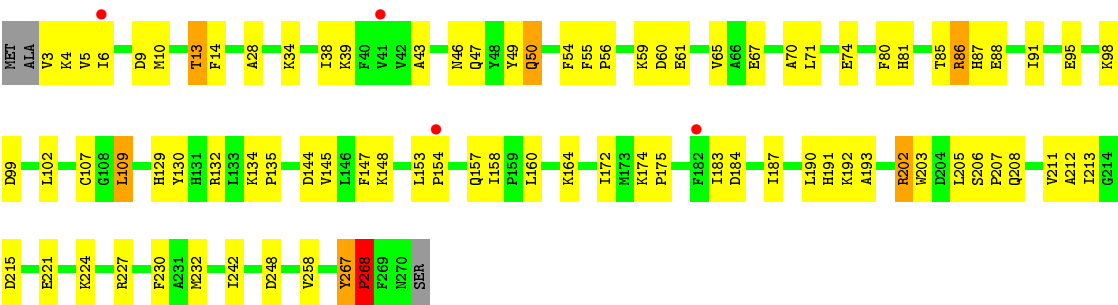 MET ALA V3 K4 V5 I6 D9 M10 T13 F14 A28 K34 I38 K39 F40 V41 V42 A43 N46 Q47 Y48 Y49 Q50 F54 F55 P56 K59 D60 E61 V65 A66 E67 A70 L71 E74 F80 H81 T85 R86 H87 E88 I91 E95 K98
D99 L102 C107 G108 L109 H129 Y130 H131 R132 L133 K134 P135 D144 V145 L146 F147 K148 L153 P154 Q157 I158 P159 L160 K164 I172 M173 K174 P175 F182 I183 D184 I187 L190 H191 K192 A193 R202 W203 D204 L205 S206 P207 Q208 V211 A212 I213 G214
D215 E221 K224 R227 F230 A231 M232 I242 D248 V258 Y267 P268 F269 N270 SER